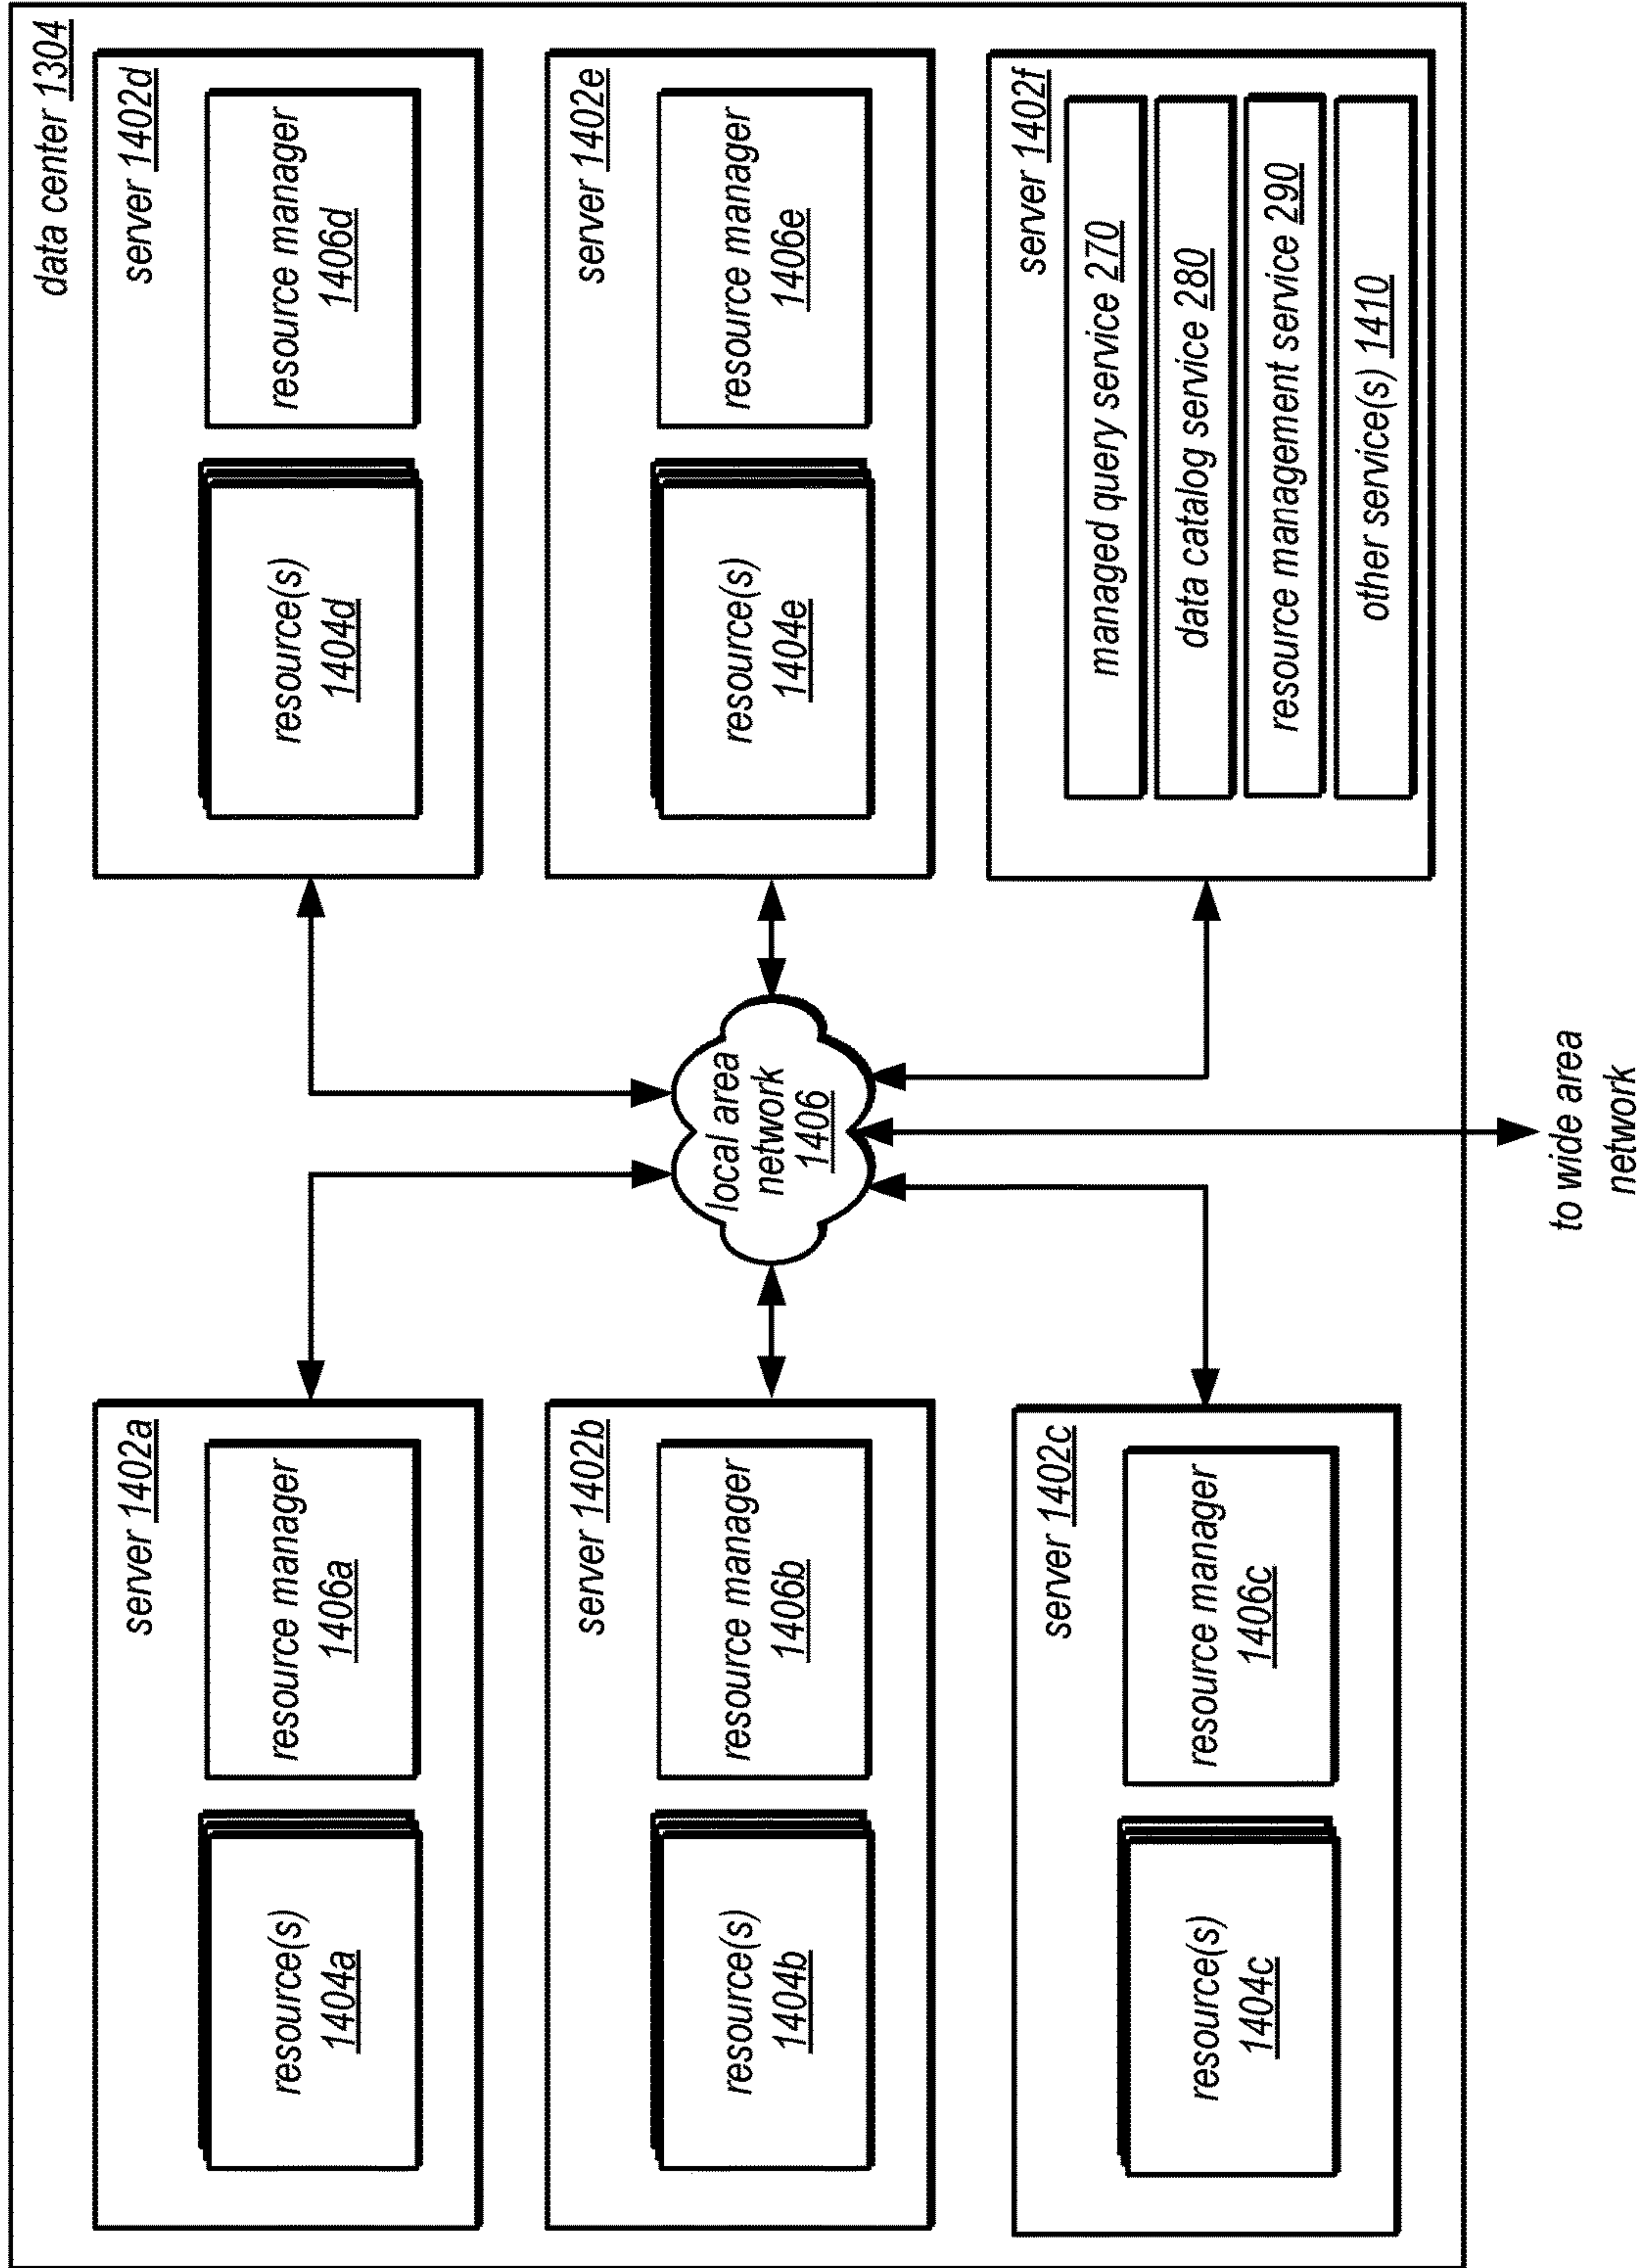 data center 1304
server 1402a
resource(s)
1404a
resource manager
1406a
server 1402b
resource(s)
1404b
resource manager
1406b
server 1402c
resource(s)
1404c
resource manager
1406c
local area
network
1406
server 1402d
resource(s)
1404d
resource manager
1406d
server 1402e
resource(s)
1404e
resource manager
1406e
server 1402f
managed query service 270
data catalog service 280
resource management service 290
other service(s) 1410
to wide area
network